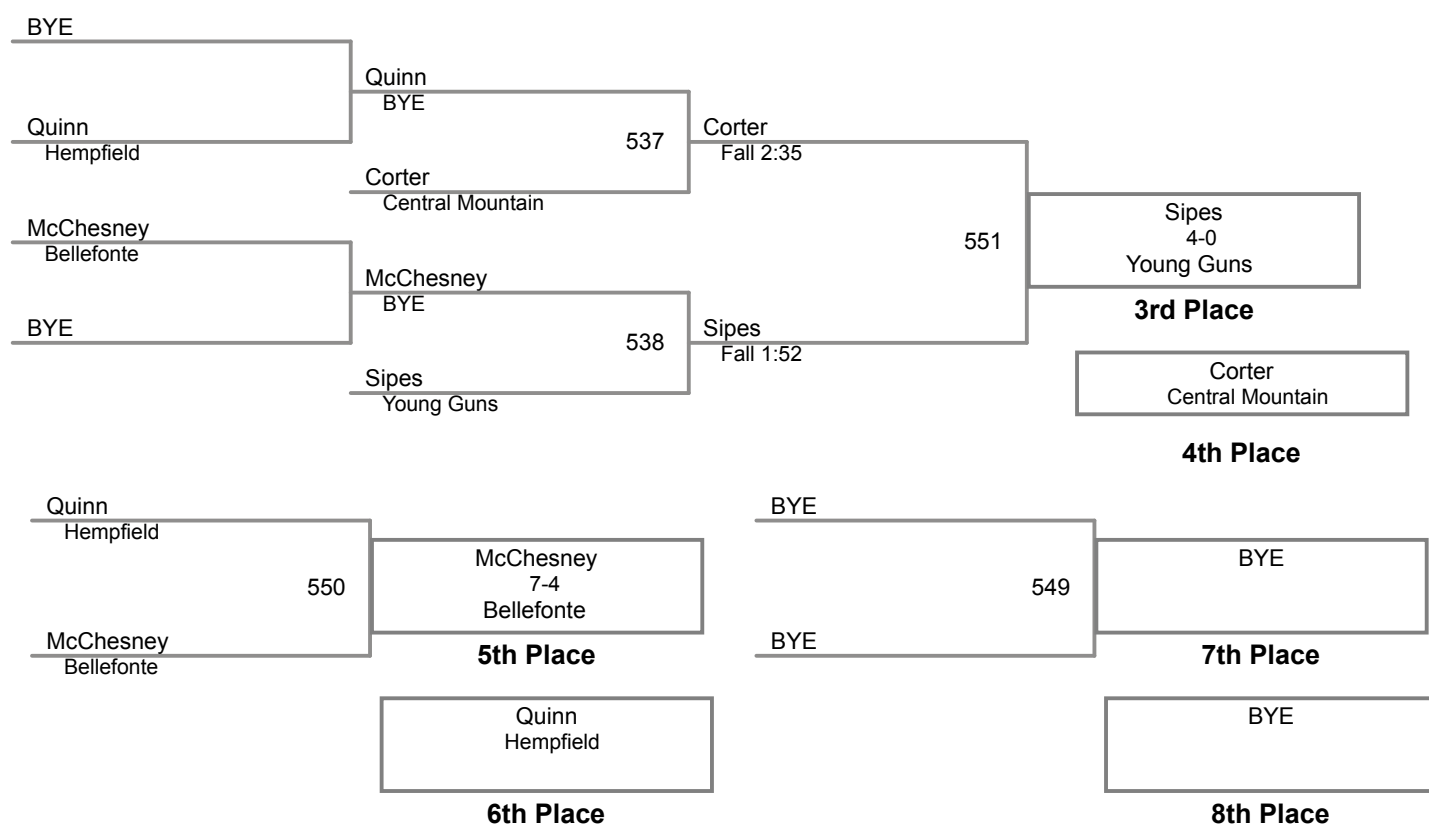 BYE
Quinn
BYE
Quinn
Hempfield
537
Corter
Fall 2:35
Corter
Central Mountain
McChesney
Bellefonte
551
Sipes
4-0
Young Guns
3rd Place
McChesney
BYE
BYE
538
Sipes
Fall 1:52
Sipes
Young Guns
Corter
Central Mountain
4th Place
Quinn
Hempfield
550
McChesney
7-4
Bellefonte
McChesney
Bellefonte
5th Place
Quinn
Hempfield
6th Place
BYE
549
BYE
BYE
7th Place
BYE
8th Place